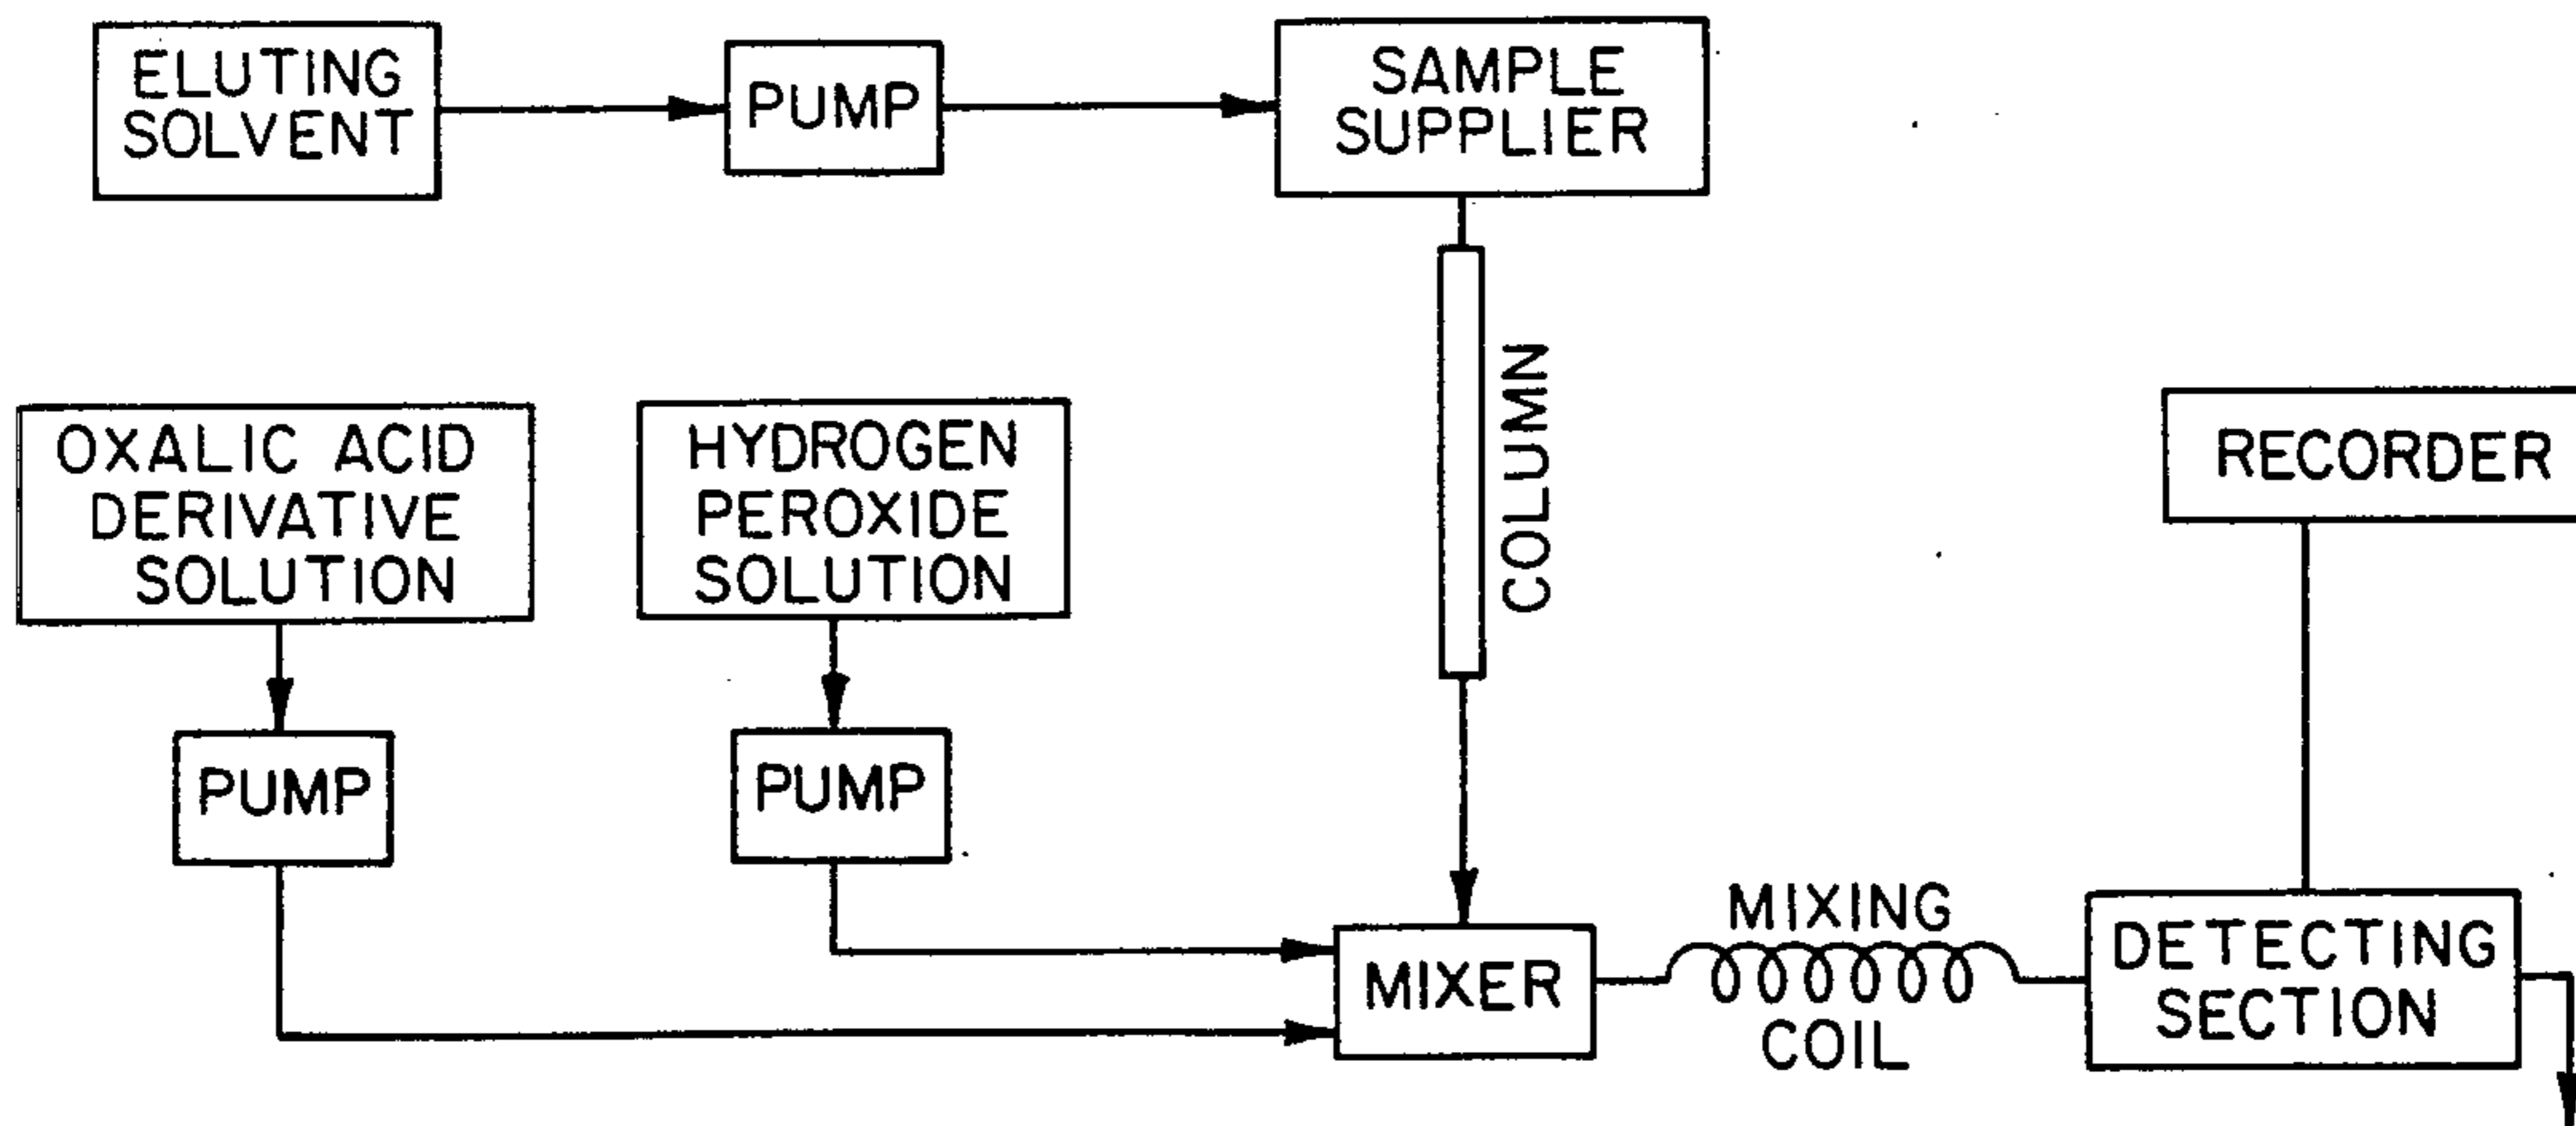 ELUTING
SOLVENT
PUMP
SAMPLE
SUPPLIER
COLUMN
OXALIC ACID
DERIVATIVE
SOLUTION
HYDROGEN
PEROXIDE
SOLUTION
RECORDER
PUMP
PUMP
MIXER
MIXING
COIL
DETECTING
SECTION